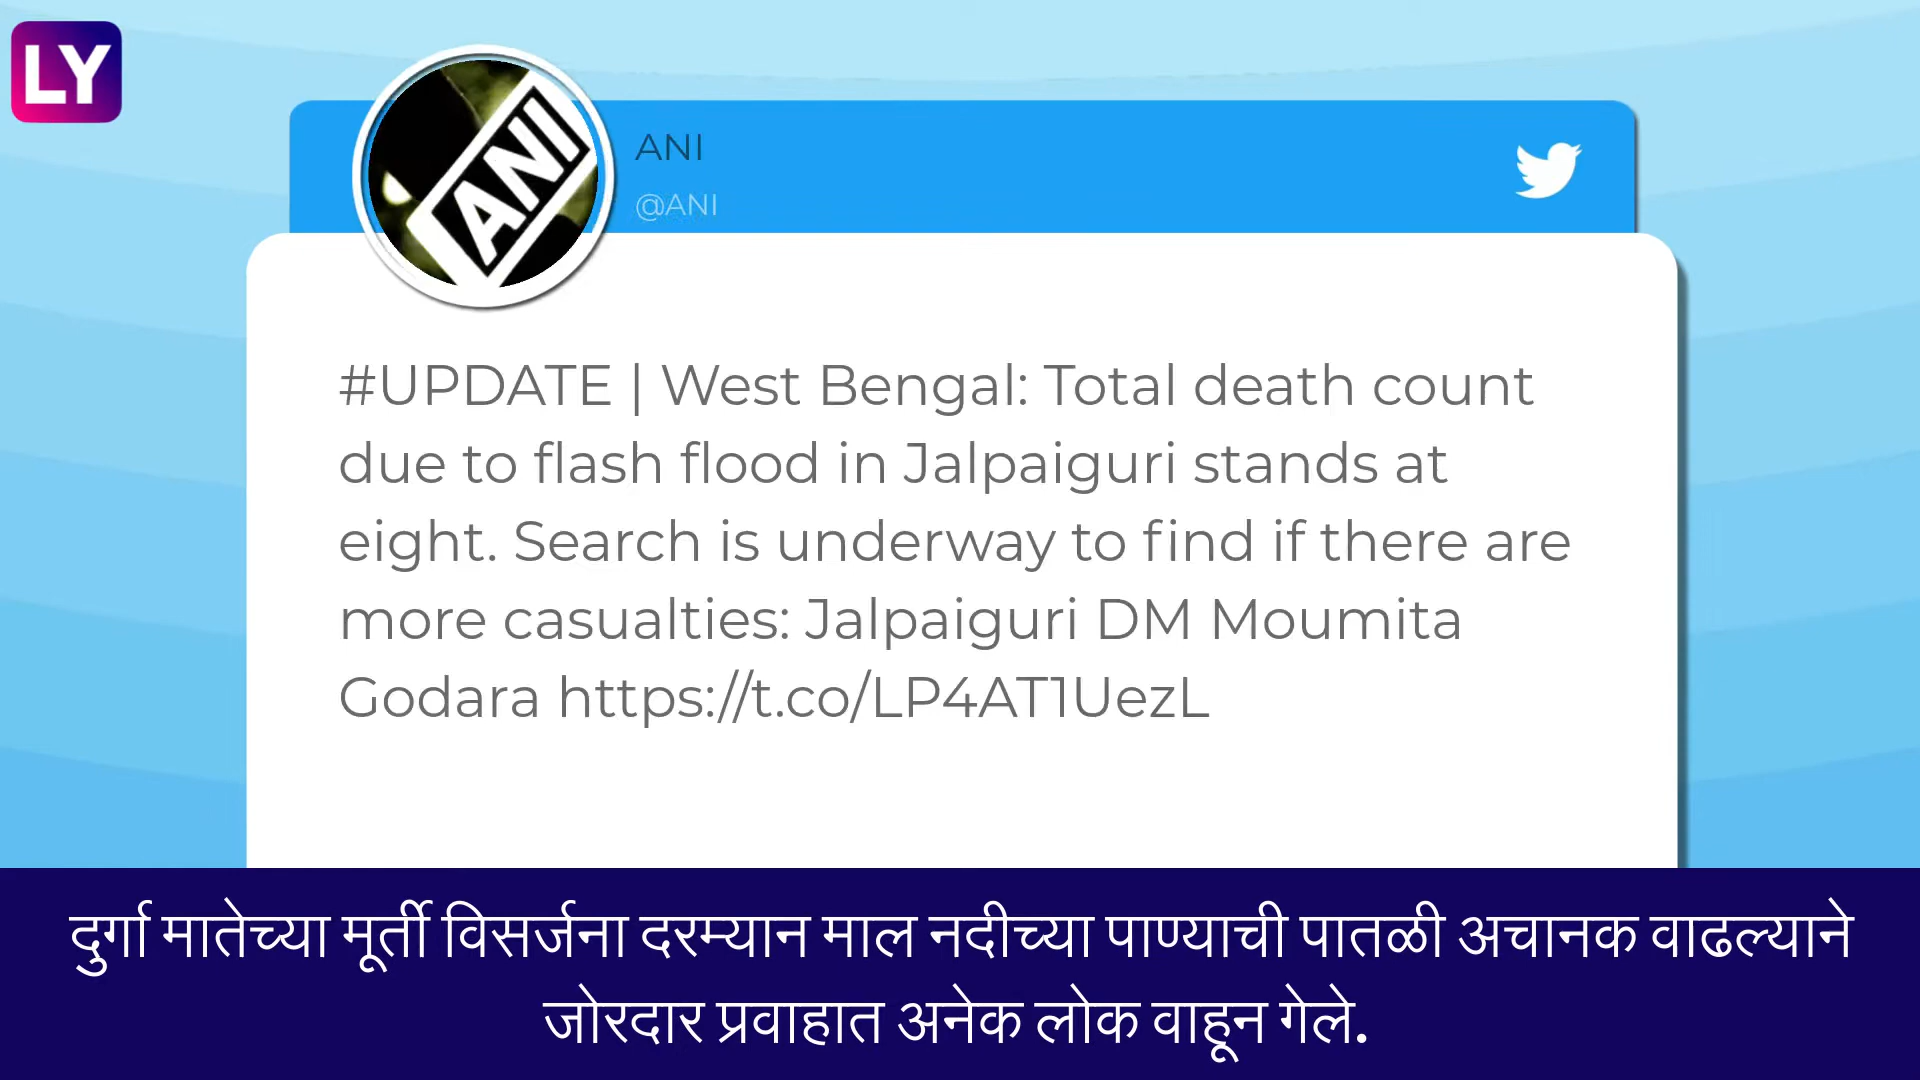 LY
ANI
ANI
@ANI
#UPDATE | West Bengal: Total death count
due to flash flood in Jalpaiguri stands at
eight. Search is underway to find if there are
more casualties: Jalpaiguri DM Moumita
Godara https://t.co/LP4AT1UezL
दुर्गा मातेच्या मूर्ती विसर्जना दरम्यान माल नदीच्या पाण्याची पातळी अचानक वाढल्याने
जोरदार प्रवाहात अनेक लोक वाहून गेले.